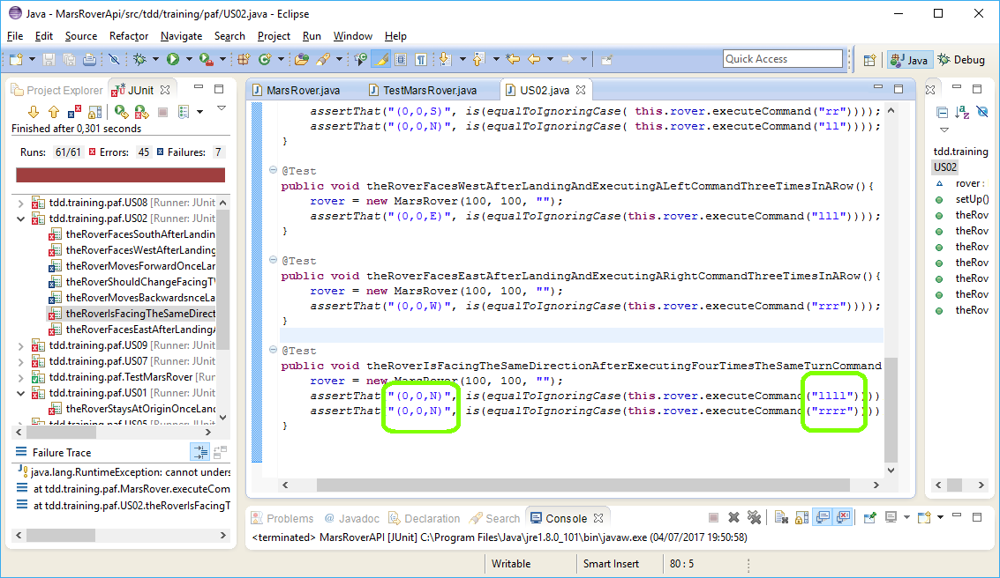 Java - MarsRoverApi/src/tdd/training/paf/US02.java - Eclipse
File Edit Source Refactor Navigate Search Project Run Window Help
Quick Access
Java
Debug
Project Explorer
JUnit
Finished after 0,301 seconds
Runs: 61/61 Errors: 45 Failures: 7
tdd.training.paf.US08 [Runner: JUnit
tdd.training.paf.US02 [Runner: JUnit
theRoverFacesSouthAfterLandin
theRoverFacesWestAfterLanding
theRoverMovesForwardOnceLar
theRoverShouldChangeFacingT
theRoverMovesBackwardsnceLa
theRoverIsFacingTheSameDirect
theRoverFacesEastAfterLandingA
tdd.training.paf.US09 [Runner: JUnit
tdd.training.paf.US07 [Runner: JUnit
tdd.training.paf.TestMarsRover [Run
tdd.training.paf.US01 [Runner: JUnit
theRoverStaysAtOriginOnceLanc
tdd.training.paf.US05 [Runner: JUnit
Failure Trace
java.lang.RuntimeException: cannot unders
at tdd.training.paf.MarsRover.executeCom
at tdd.training.paf.US02.theRoverIsFacingT
MarsRover.java
TestMarsRover.java
US02.java
assertThat("(0,0,S)", is(equalToIgnoringCase( this.rover.executeCommand("rr"))));
assertThat("(0,0,N)", is(equalToIgnoringCase( this.rover.executeCommand("ll"))));
}
@Test
public void theRoverFacesWestAfterLandingAndExecutingALeftCommandThreeTimesInARow(){
rover = new MarsRover(100, 100, "");
assertThat("(0,0,E)", is(equalToIgnoringCase(this.rover.executeCommand("lll"))));
}
@Test
public void theRoverFacesEastAfterLandingAndExecutingARightCommandThreeTimesInARow(){
rover = new MarsRover(100, 100, "");
assertThat("(0,0,W)", is(equalToIgnoringCase(this.rover.executeCommand("rrr"))));
}
@Test
public void theRoverIsFacingTheSameDirectionAfterExecutingFourTimesTheSameTurnCommand
rover = new MarsRover(100, 100, "");
assertThat("(0,0,N)", is(equalToIgnoringCase(this.rover.executeCommand("llll"))))
assertThat("(0,0,N)", is(equalToIgnoringCase(this.rover.executeCommand("rrrr"))))
}
tdd.training
US02
rover :
setUp()
theRov
theRov
theRov
theRov
theRov
theRov
theRov
Problems
Javadoc
Declaration
Search
Console
<terminated> MarsRoverAPI [JUnit] C:\Program Files\Java\jre1.8.0_101\bin\javaw.exe (04/07/2017 19:50:58)
Writable
Smart Insert
80 : 5